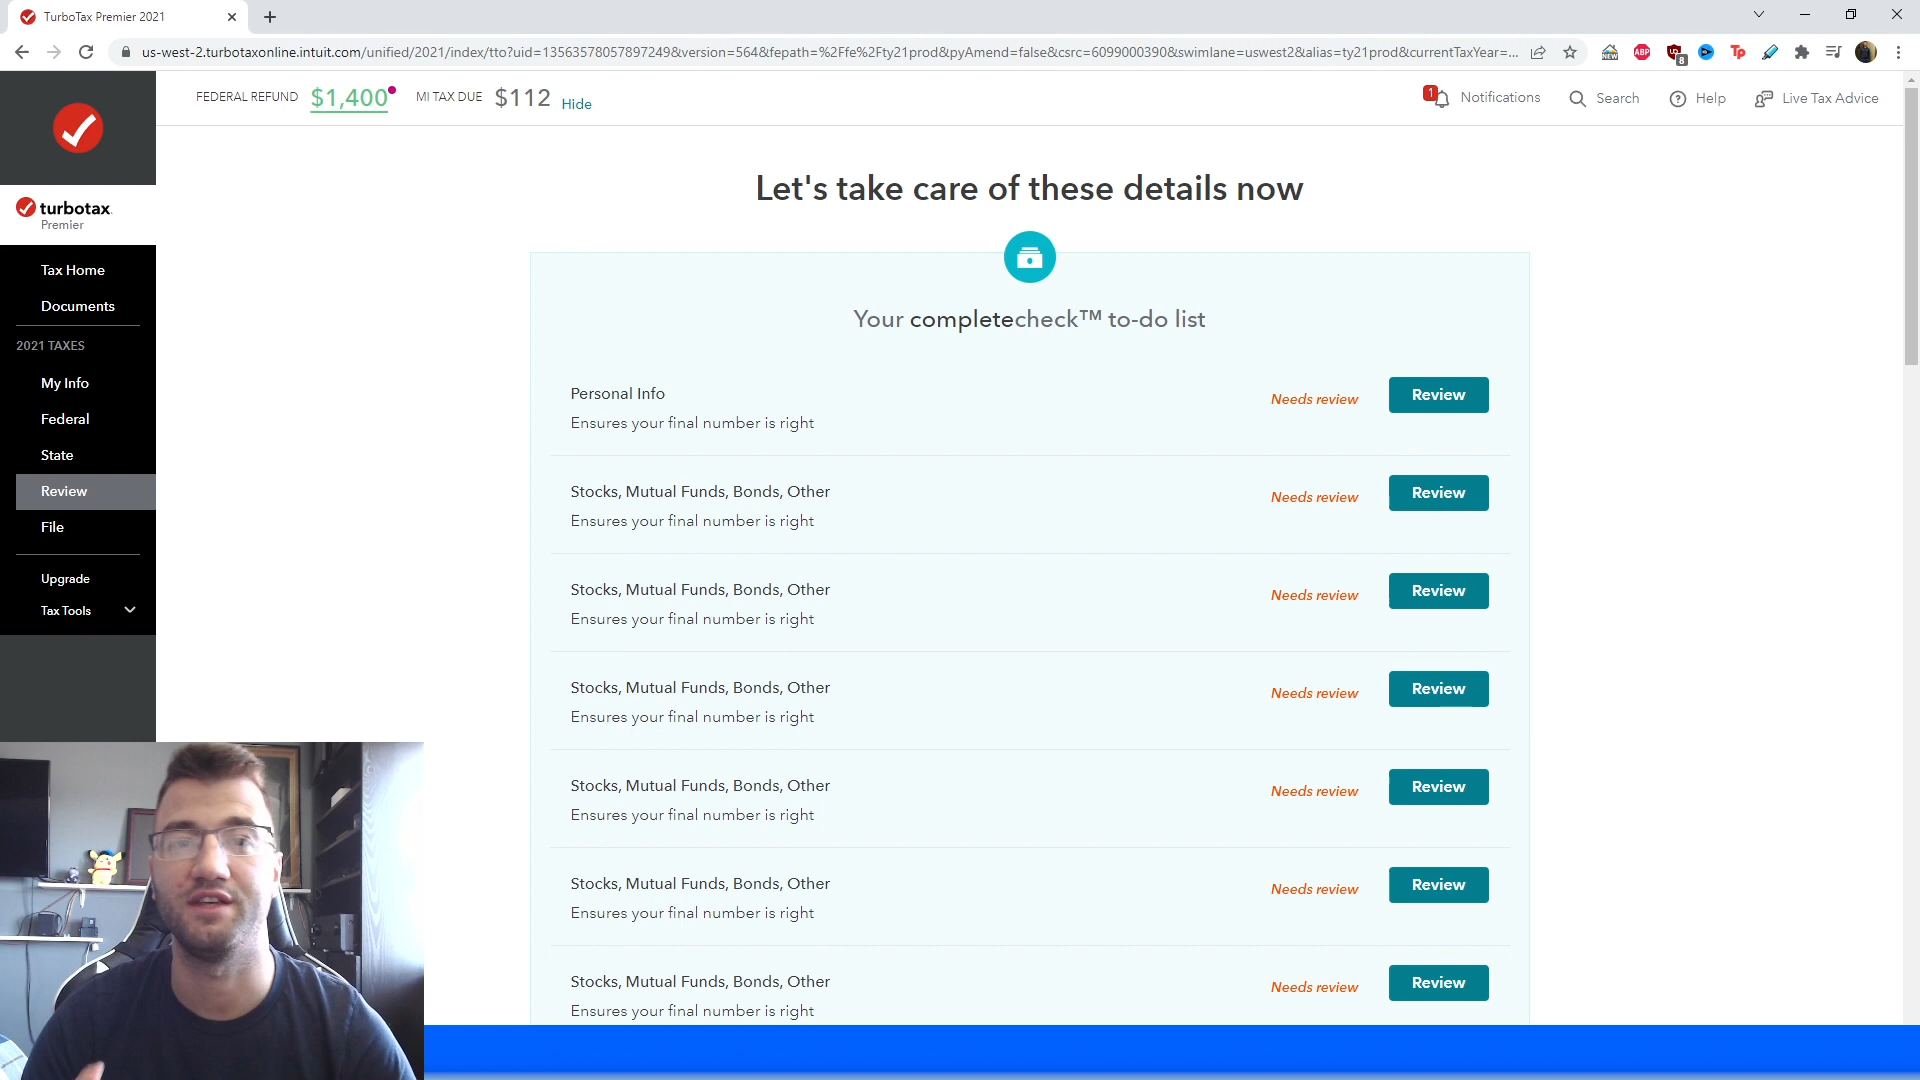 TurboTax Premier 2021
us-west-2.turbotaxonline.intuit.com/unified/2021/index/tto?uid=13563578057897249&version=564&fepath=%2Ffe%2Fty21prod&pyAmend=false&csrc=6099000390&swimlane=uswest2&alias=ty21prod&currentTaxYear=...
NEW
ABP
8
Tp
FEDERAL REFUND $1,400 MI TAX DUE $112 Hide
1 Notifications Search Help Live Tax Advice
turbotax
Premier
Tax Home
Documents
2021 TAXES
My Info
Federal
State
Review
File
Upgrade
Tax Tools
Let's take care of these details now
Your completecheck™ to-do list
Personal Info
Ensures your final number is right
Needs review Review
Stocks, Mutual Funds, Bonds, Other
Ensures your final number is right
Needs review Review
Stocks, Mutual Funds, Bonds, Other
Ensures your final number is right
Needs review Review
Stocks, Mutual Funds, Bonds, Other
Ensures your final number is right
Needs review Review
Stocks, Mutual Funds, Bonds, Other
Ensures your final number is right
Needs review Review
Stocks, Mutual Funds, Bonds, Other
Ensures your final number is right
Needs review Review
Stocks, Mutual Funds, Bonds, Other
Ensures your final number is right
Needs review Review